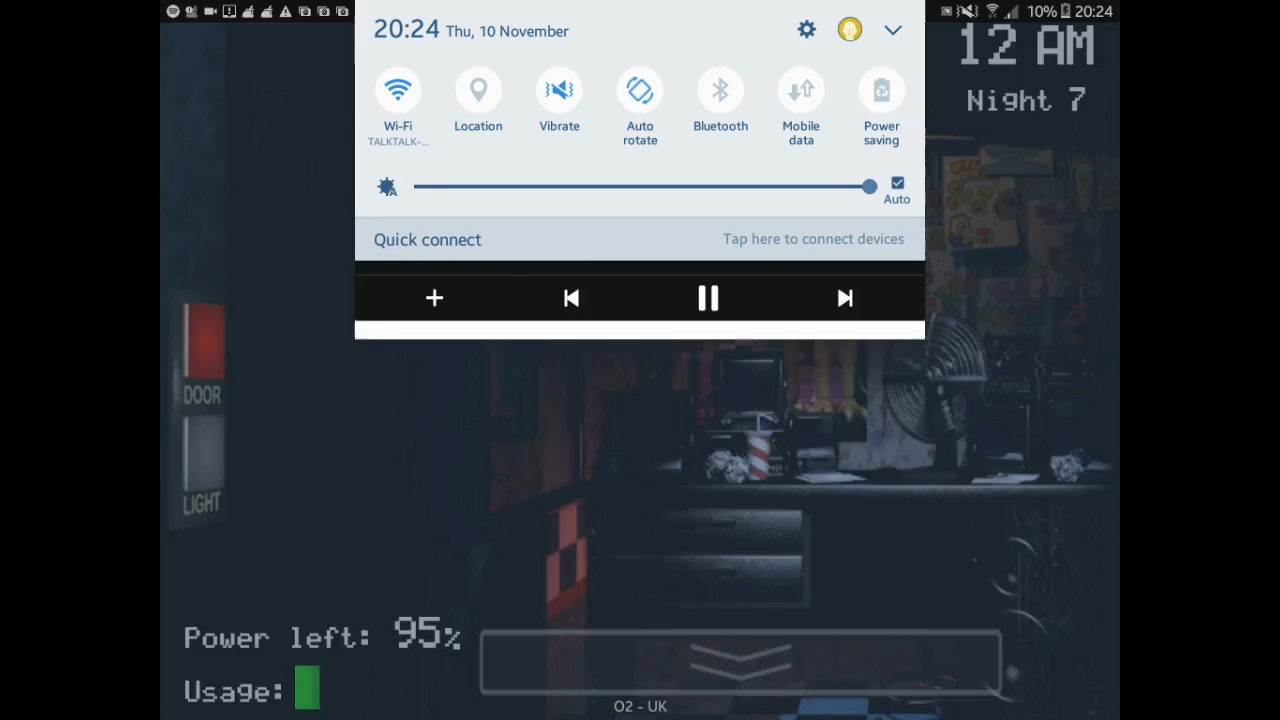 20:24 Thu, 10 November
10% 20:24
12 AM
Night 7
Wi-Fi
TALKTALK-...
Location
Vibrate
Auto
rotate
Bluetooth
Mobile
data
Power
saving
A
Auto
Quick connect
Tap here to connect devices
DOOR
LIGHT
Power left: 95%
Usage:
O2 - UK